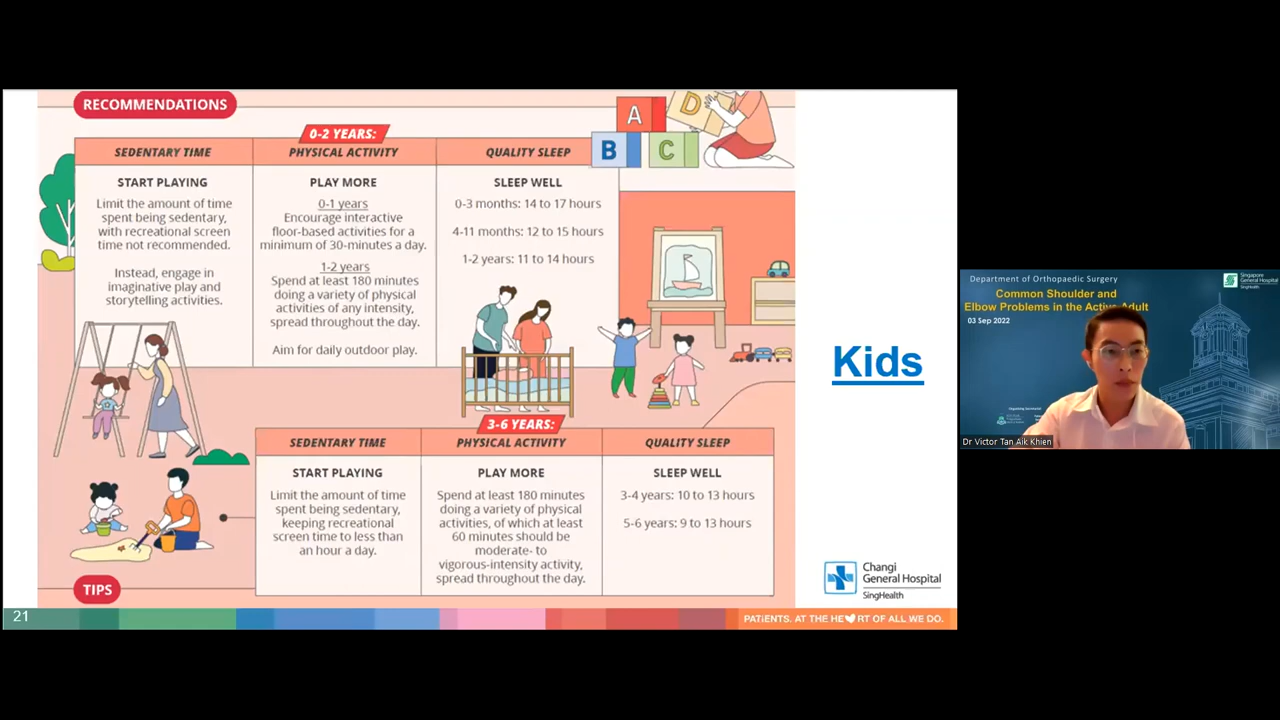 RECOMMENDATIONS
A
D
B
C
0-2 YEARS:
SEDENTARY TIME
START PLAYING
Limit the amount of time
spent being sedentary,
with recreational screen
time not recommended.
Instead, engage in
imaginative play and
storytelling activities.
PHYSICAL ACTIVITY
PLAY MORE
0-1 years
Encourage interactive
floor-based activities for a
minimum of 30-minutes a day.
1-2 years
Spend at least 180 minutes
doing a variety of physical
activities of any intensity,
spread throughout the day.
Aim for daily outdoor play.
QUALITY SLEEP
SLEEP WELL
0-3 months: 14 to 17 hours
4-11 months: 12 to 15 hours
1-2 years: 11 to 14 hours
3-6 YEARS:
SEDENTARY TIME
START PLAYING
Limit the amount of time
spent being sedentary,
keeping recreational
screen time to less than
an hour a day.
PHYSICAL ACTIVITY
PLAY MORE
Spend at least 180 minutes
doing a variety of physical
activities, of which at least
60 minutes should be
moderate- to
vigorous-intensity activity,
spread throughout the day.
QUALITY SLEEP
SLEEP WELL
3-4 years: 10 to 13 hours
5-6 years: 9 to 13 hours
TIPS
Kids
Changi
General Hospital
SingHealth
21
PATIENTS. AT THE HE RT OF ALL WE DO.
Department of Orthopaedic Surgery
Singapore
General Hospital
SingHealth
Common Shoulder and
Elbow Problems in the Active Adult
03 Sep 2022
Dr Victor Tan Aik Khien